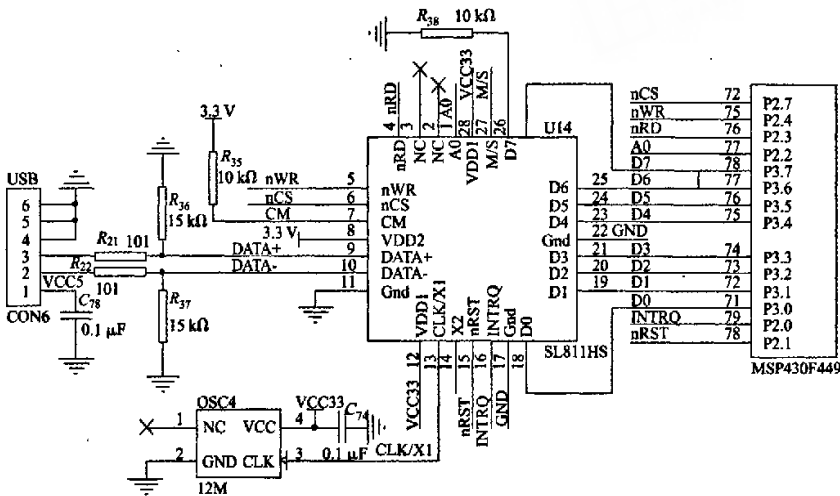 R38 10 kΩ
3.3 V
nRD
VCC33
M/S
A0
4 3 2 1 28 27 26
nRD NC NC A0 VDD1 M/S D7
U14
R35
10 kΩ
USB
6
5
4
3
2
1
CON6
R36
15 kΩ
R21 101
R22
101
VCC5
C78
0.1 μF
R37
15 kΩ
nWR 5 nWR
nCS 6 nCS
CM 7 CM
3.3 V 8 VDD2
DATA+ 9 DATA+
DATA- 10 DATA-
11 Gnd
D6 25 D6
D5 24 D5
D4 23 D4
Gnd 22 GND
D3 21 D3
D2 20 D2
D1 19 D1
VDD1 CLK/X1 X2 nRST INTRQ Gnd D0
12 13 14 15 16 17 18
SL811HS
VCC33
nRST
INTRQ
GND
nCS 72 P2.7
nWR 75 P2.4
nRD 76 P2.3
A0 77 P2.2
D7 78 P3.7
D6 77 P3.6
D5 76 P3.5
D4 75 P3.4
D3 74 P3.3
D2 73 P3.2
D1 72 P3.1
D0 71 P3.0
INTRQ 79 P2.0
nRST 78 P2.1
MSP430F449
OSC4
VCC33
C74
1 NC VCC 4
2 GND CLK 3
0.1 μF
CLK/X1
12M